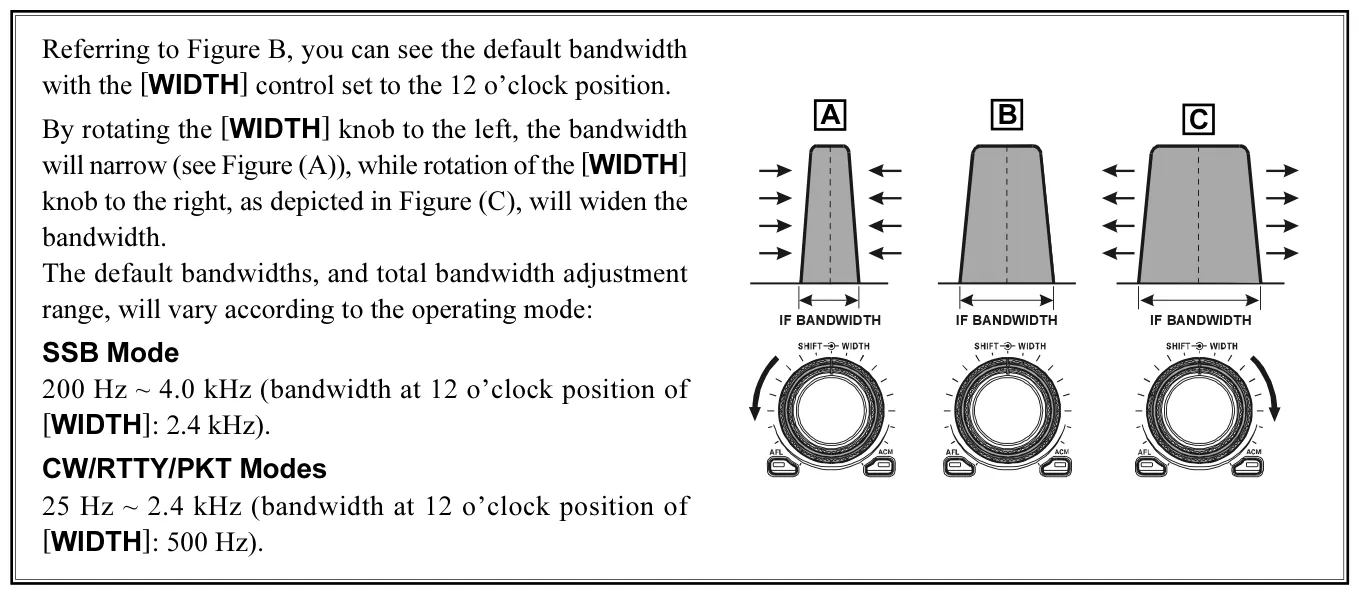 Referring to Figure B, you can see the default bandwidth
with the [WIDTH] control set to the 12 o’clock position.
By rotating the [WIDTH] knob to the left, the bandwidth
will narrow (see Figure (A)), while rotation of the [WIDTH]
knob to the right, as depicted in Figure (C), will widen the
bandwidth.
The default bandwidths, and total bandwidth adjustment
range, will vary according to the operating mode:
SSB Mode
200 Hz ~ 4.0 kHz (bandwidth at 12 o’clock position of
[WIDTH]: 2.4 kHz).
CW/RTTY/PKT Modes
25 Hz ~ 2.4 kHz (bandwidth at 12 o’clock position of
[WIDTH]: 500 Hz).
A B C
IF BANDWIDTH IF BANDWIDTH IF BANDWIDTH
SHIFT WIDTH SHIFT WIDTH SHIFT WIDTH
AFL ACM AFL ACM AFL ACM